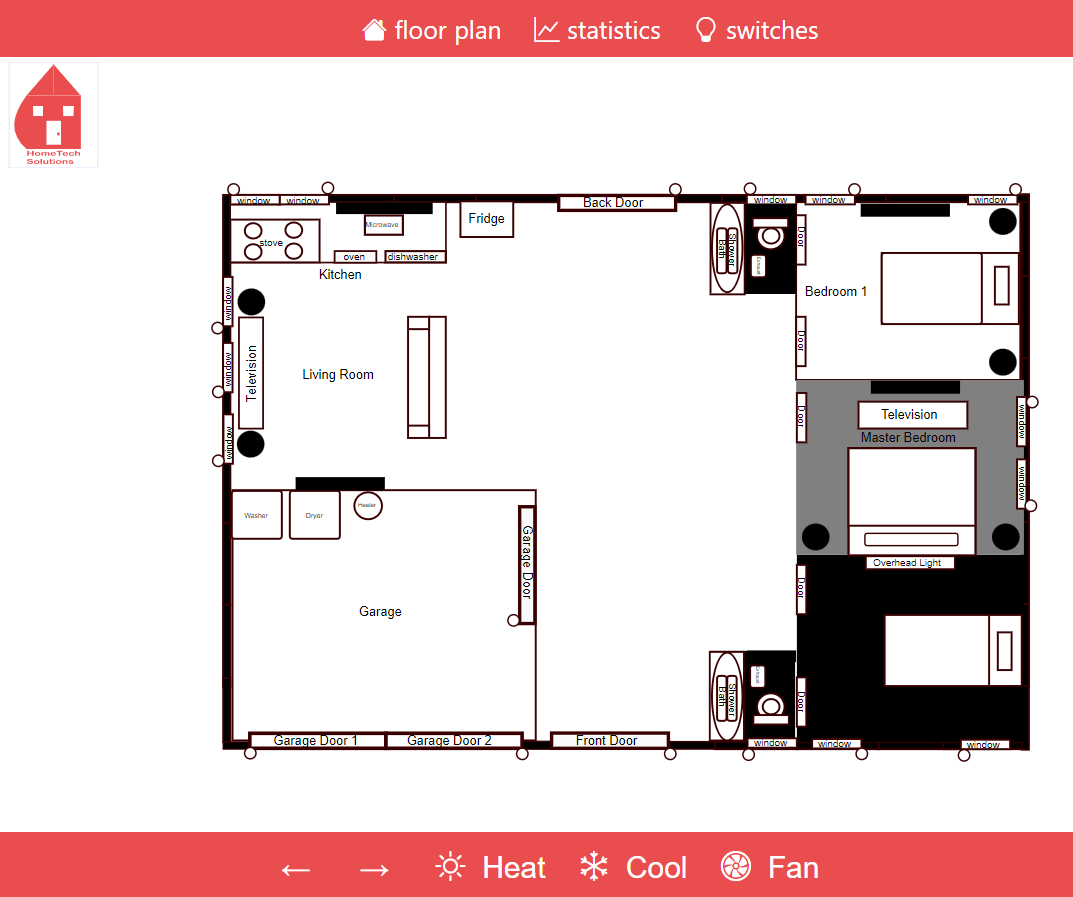 floor plan
statistics
switches
HomeTech
Solutions
window
window
Back Door
window
window
window
Microwave
Fridge
stove
oven
dishwasher
Kitchen
Shower
Bath
Exhaust
Door
Bedroom 1
window
window
window
Television
Living Room
Door
Door
Television
Master Bedroom
window
window
Washer
Dryer
Heater
Garage Door
Overhead Light
Door
Garage
Shower
Bath
Exhaust
Door
Garage Door 1
Garage Door 2
Front Door
window
window
window
← → Heat
Cool
Fan